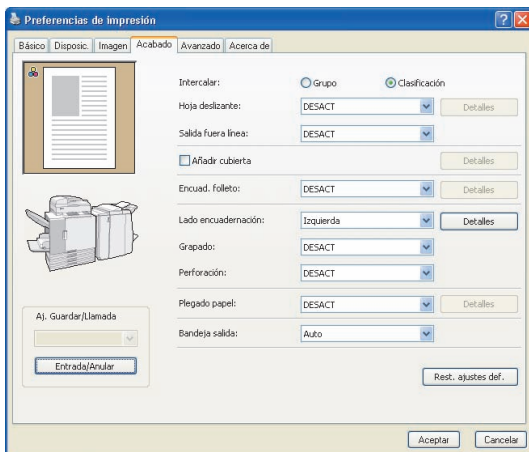 Preferencias de impresión
Básico Disposic. Imagen Acabado Avanzado Acerca de
Intercalar: Grupo Clasificación
Hoja deslizante: DESACT Detalles
Salida fuera línea: DESACT
Añadir cubierta Detalles
Encuad. folleto: DESACT Detalles
Lado encuadernación: Izquierda Detalles
Grapado: DESACT
Perforación: DESACT
Plegado papel: DESACT Detalles
Aj. Guardar/Llamada
Bandeja salida: Auto
Entrada/Anular
Rest. ajustes def.
Aceptar Cancelar